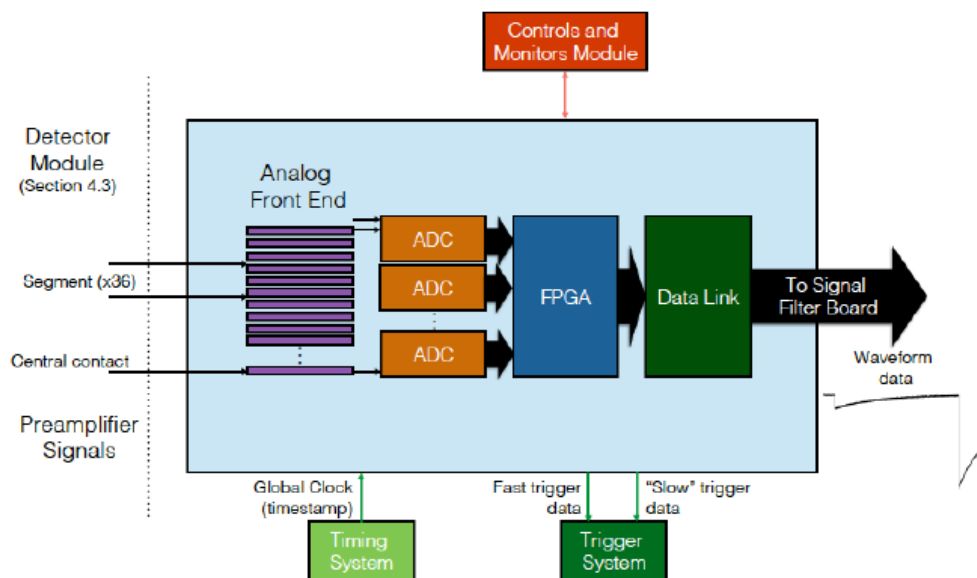 Controls and
Monitors Module
Detector
Module
(Section 4.3)
Analog
Front End
ADC
Segment (x36)
ADC
FPGA
Data Link
To Signal
Filter Board
ADC
Central contact
Waveform
data
Preamplifier
Signals
Global Clock
(timestamp)
Fast trigger
data
"Slow" trigger
data
Timing
System
Trigger
System